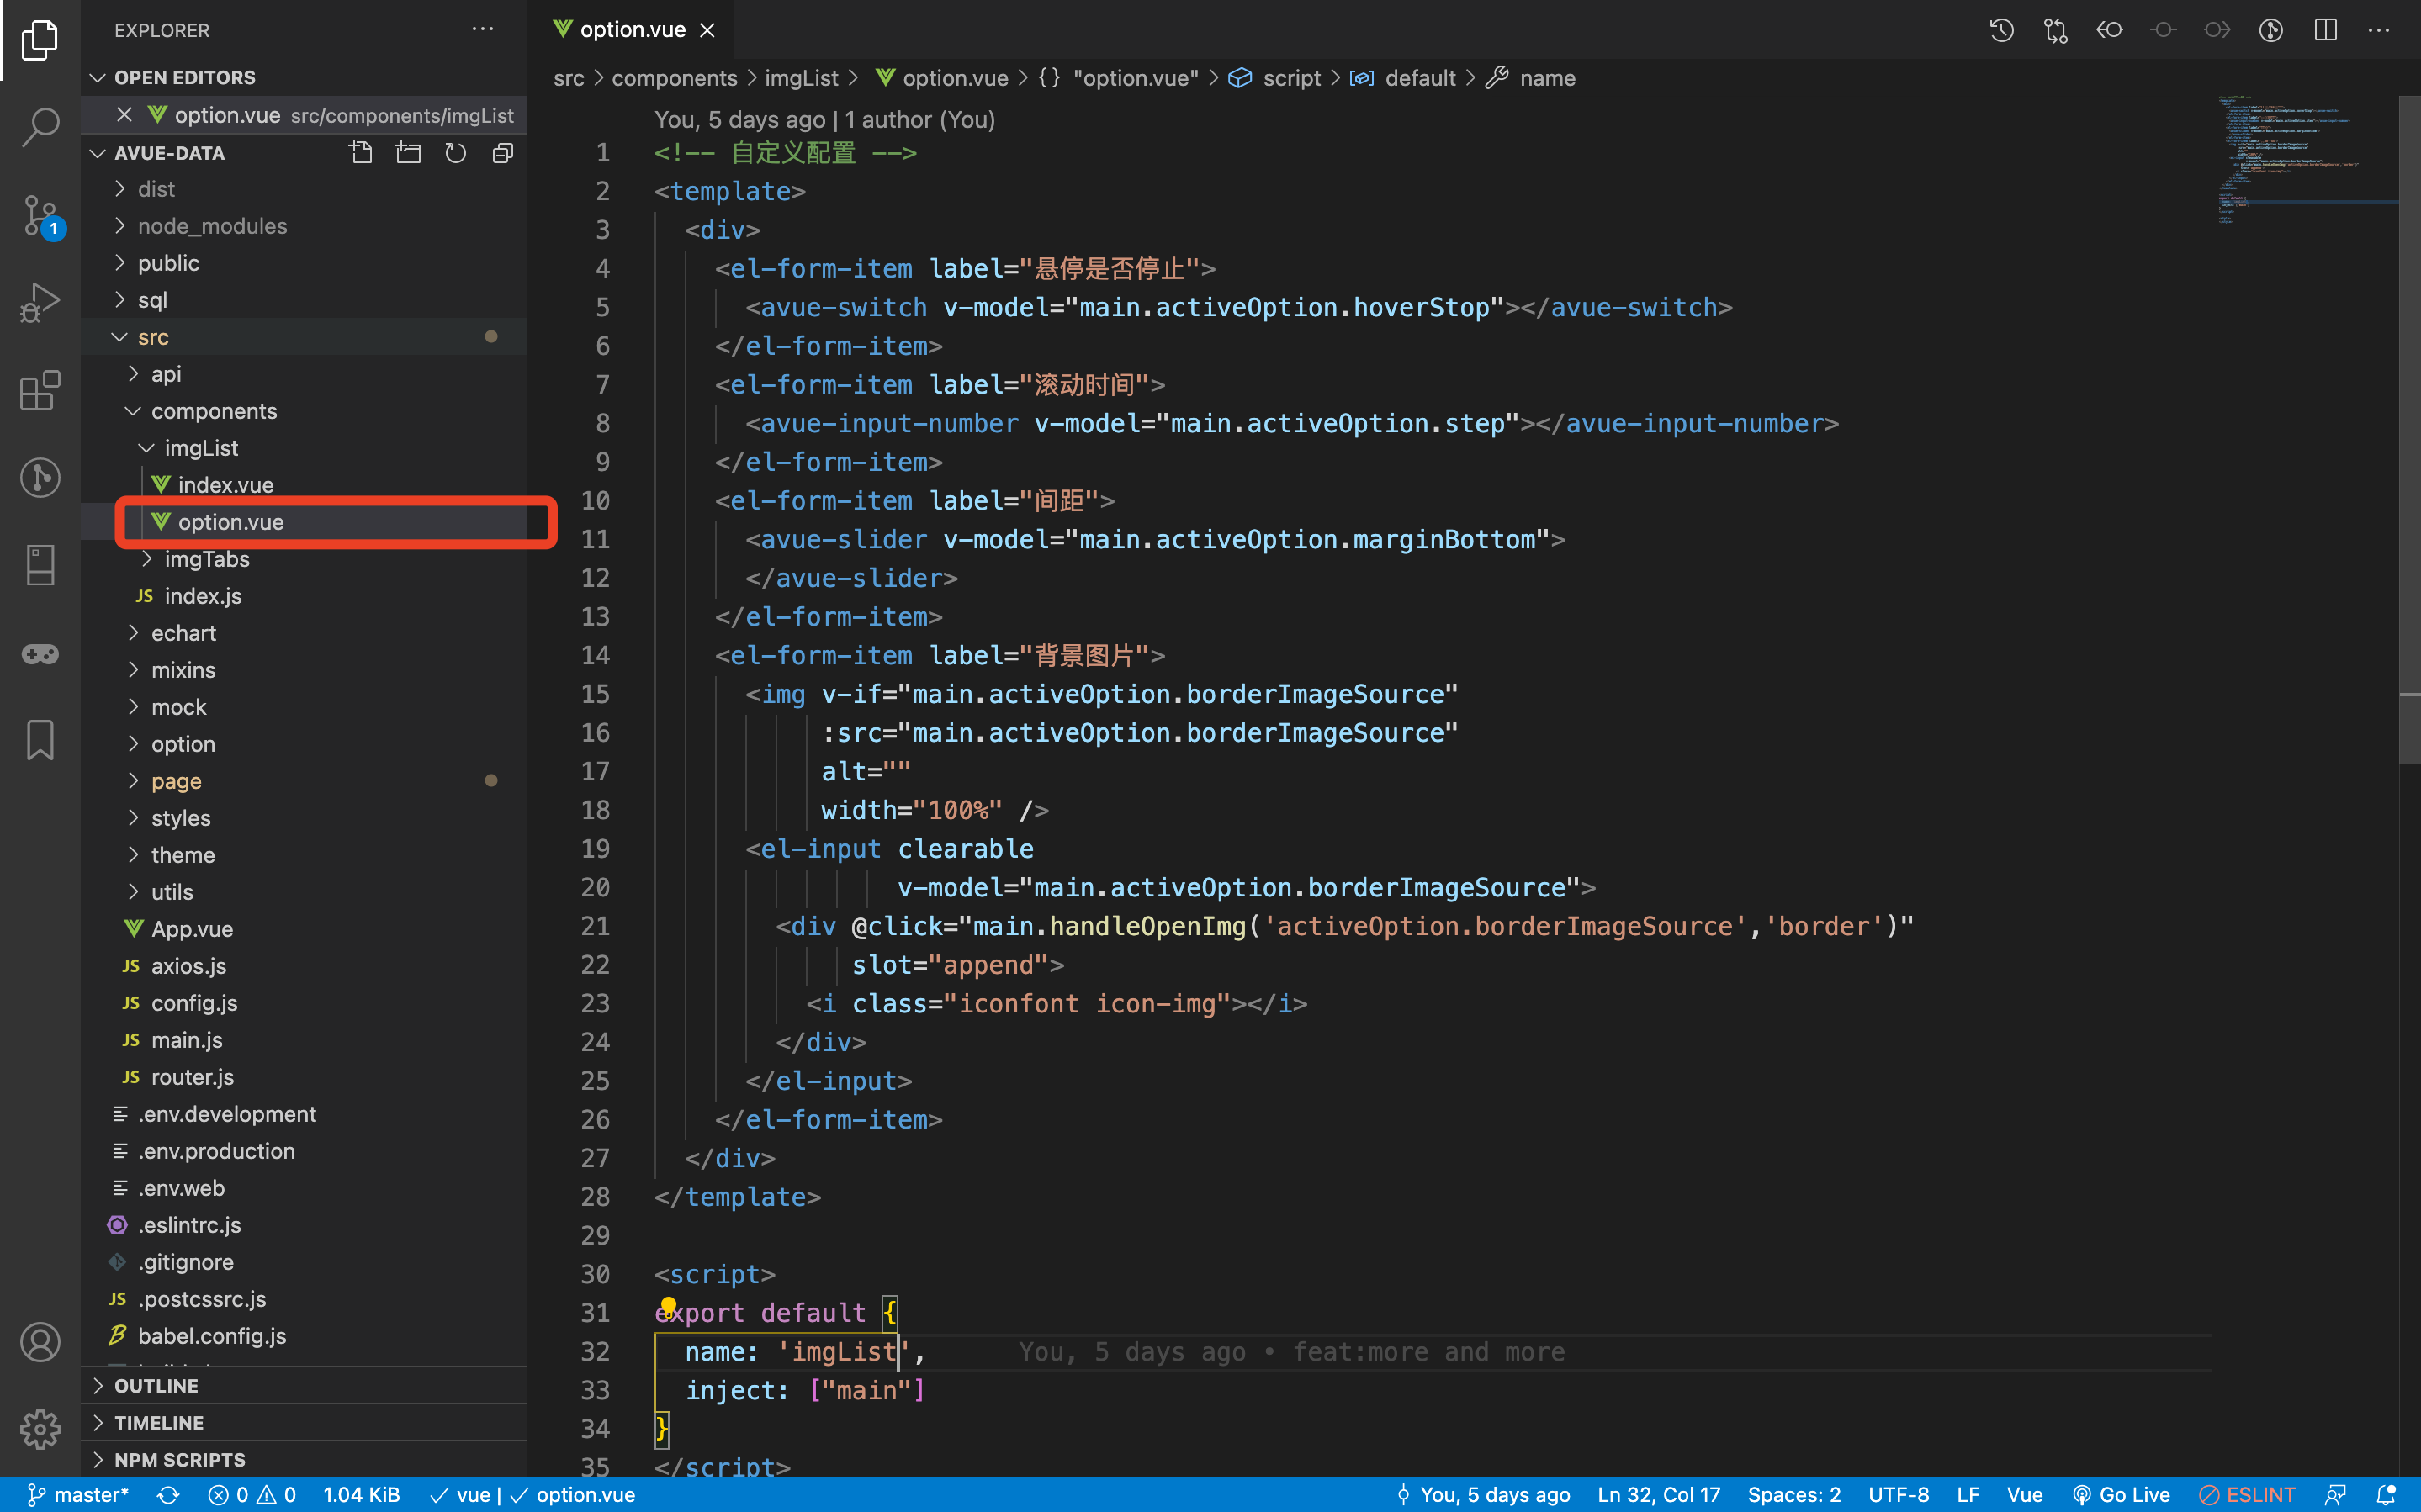 EXPLORER
OPEN EDITORS
option.vue src/components/imgList
AVUE-DATA
dist
node_modules
public
sql
src
api
components
imgList
index.vue
option.vue
imgTabs
index.js
echart
mixins
mock
option
page
styles
theme
utils
App.vue
axios.js
config.js
main.js
router.js
.env.development
.env.production
.env.web
.eslintrc.js
.gitignore
.postcssrc.js
babel.config.js
OUTLINE
TIMELINE
NPM SCRIPTS
1
option.vue
src > components > imgList > option.vue > {} "option.vue" > script > default > name
You, 5 days ago | 1 author (You)
1 <!-- 自定义配置 -->
2 <template>
3 <div>
4 <el-form-item label="悬停是否停止">
5 <avue-switch v-model="main.activeOption.hoverStop"></avue-switch>
6 </el-form-item>
7 <el-form-item label="滚动时间">
8 <avue-input-number v-model="main.activeOption.step"></avue-input-number>
9 </el-form-item>
10 <el-form-item label="间距">
11 <avue-slider v-model="main.activeOption.marginBottom">
12 </avue-slider>
13 </el-form-item>
14 <el-form-item label="背景图片">
15 <img v-if="main.activeOption.borderImageSource"
16 :src="main.activeOption.borderImageSource"
17 alt=""
18 width="100%" />
19 <el-input clearable
20 v-model="main.activeOption.borderImageSource">
21 <div @click="main.handleOpenImg('activeOption.borderImageSource','border')"
22 slot="append">
23 <i class="iconfont icon-img"></i>
24 </div>
25 </el-input>
26 </el-form-item>
27 </div>
28 </template>
29
30 <script>
31 export default {
32 name: 'imgList', You, 5 days ago • feat:more and more
33 inject: ["main"]
34 }
35 </script>
master* 0 0 1.04 KiB vue | option.vue You, 5 days ago Ln 32, Col 17 Spaces: 2 UTF-8 LF Vue Go Live ESLINT